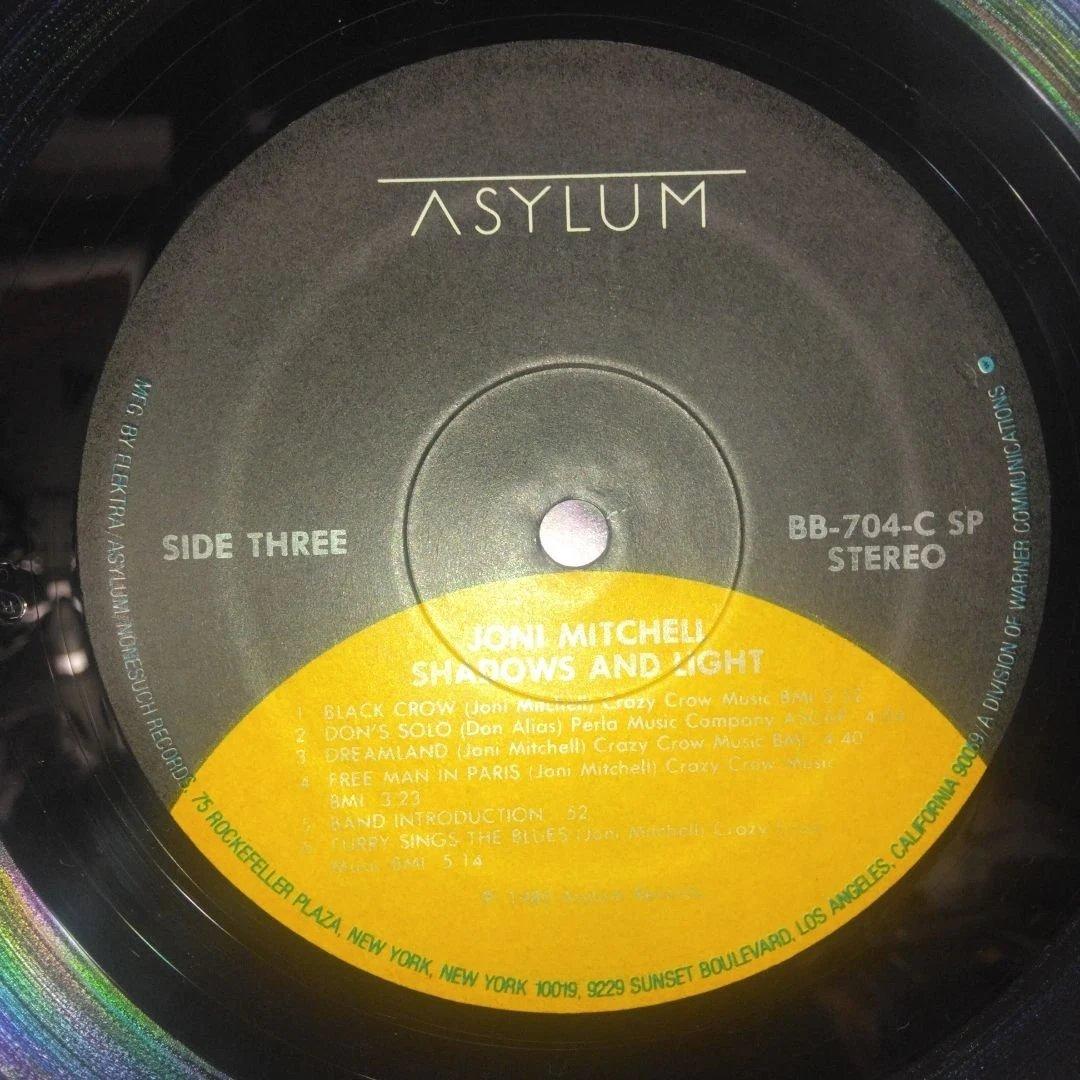 ASYLUM
SIDE THREE
BB-704-C SP
STEREO
JONI MITCHELL
SHADOWS AND LIGHT
1 BLACK CROW (Joni Mitchell) Crazy Crow Music BMI
2 DON'S SOLO (Don Alias) Perla Music Company ASCAP
3 DREAMLAND (Joni Mitchell) Crazy Crow Music BMI 4:40
4 FREE MAN IN PARIS (Joni Mitchell) Crazy Crow Music
BMI 3:23
5 BAND INTRODUCTION :52
6 FURRY SINGS THE BLUES (Joni Mitchell) Crazy Crow
Music BMI 5:14
℗ 1980 Asylum Records
MFG. BY ELEKTRA/ASYLUM/NONESUCH RECORDS, 75 ROCKEFELLER PLAZA, NEW YORK, NEW YORK 10019, 9229 SUNSET BOULEVARD, LOS ANGELES, CALIFORNIA 90069/A DIVISION OF WARNER COMMUNICATIONS